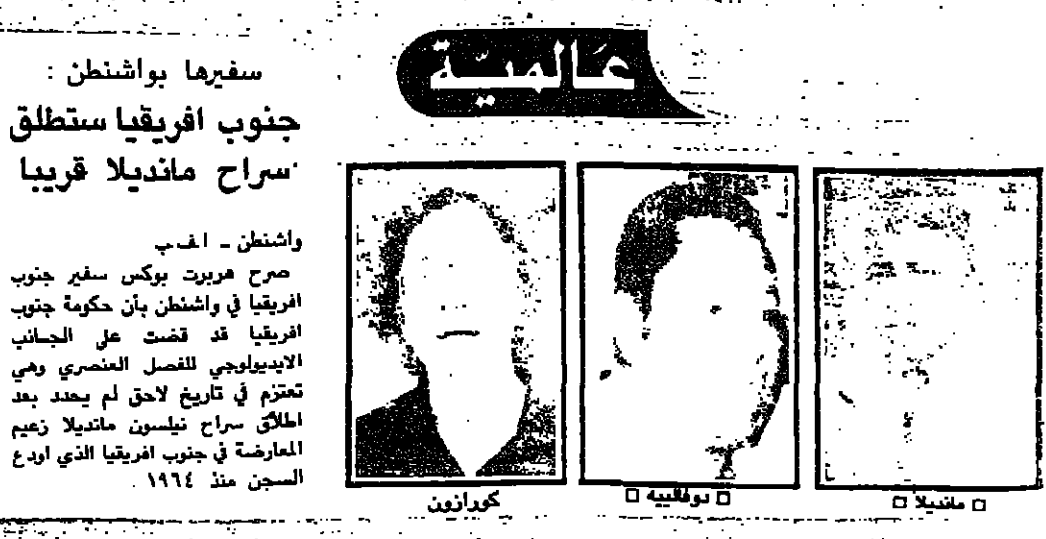 عالميّة
سفيرها بواشنطن :
جنوب افريقيا ستطلق
سراح مانديلا قريبا
واشنطن ـ ا ف ب
صرح هربرت بوكس سفير جنوب
افريقيا في واشنطن بأن حكومة جنوب
افريقيا قد قضت على الجانب
الايديولوجي للفصل العنصري وهي
تعتزم في تاريخ لاحق لم يحدد بعد
اطلاق سراح نيلسون مانديلا زعيم
المعارضة في جنوب افريقيا الذي اودع
السجن منذ ١٩٦٤ .
□ مانديلا □
□ دوفالييه □
كورازون